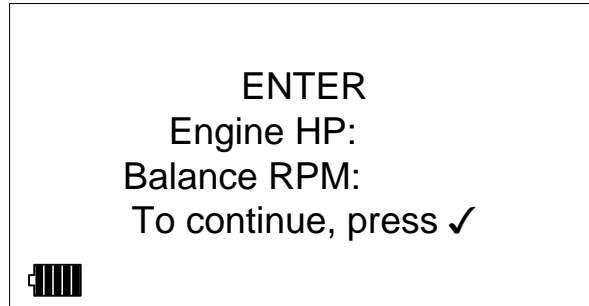 ENTER
Engine HP:
Balance RPM:
To continue, press ✓